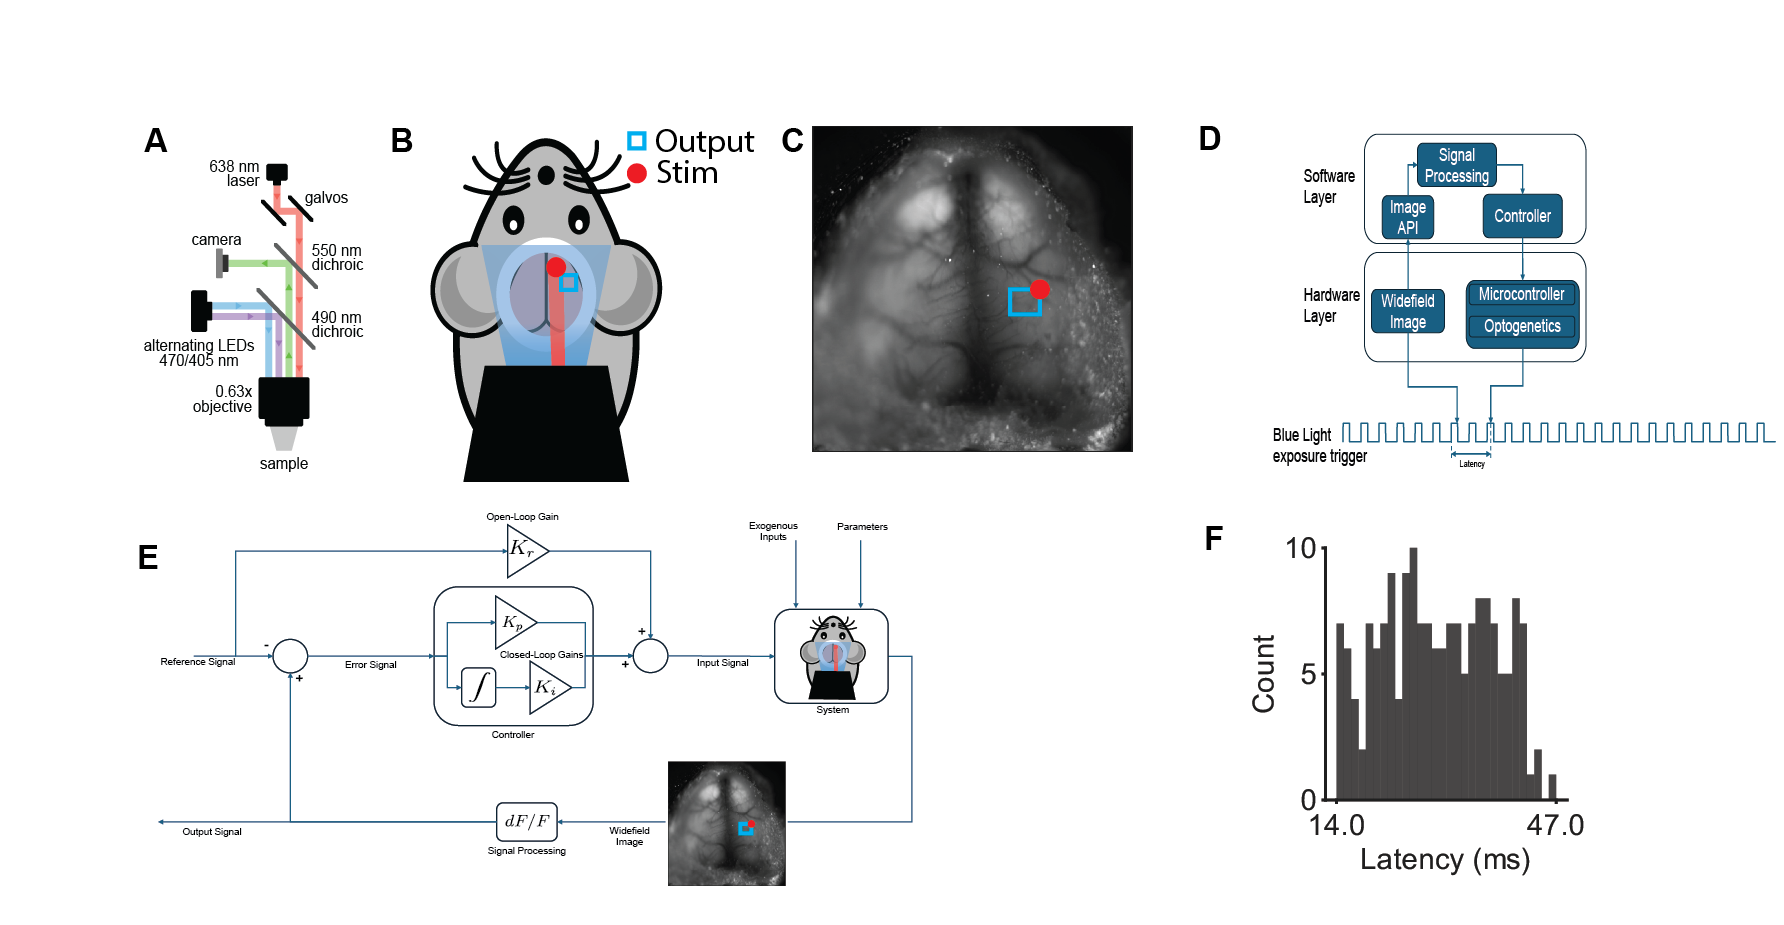 A
638 nm
laser
galvos
camera
550 nm
dichroic
490 nm
dichroic
alternating LEDs
470/405 nm
0.63x
objective
sample
B
Output
Stim
C
D
Software
Layer
Signal
Processing
Image
API
Controller
Hardware
Layer
Widefield
Image
Microcontroller
Optogenetics
Blue Light
exposure trigger
Latency
E
Open-Loop Gain
K_r
Exogenous
Inputs
Parameters
K_p
Closed-Loop Gains
∫
K_i
Controller
-
+
+
+
Reference Signal
Error Signal
Input Signal
System
Output Signal
dF/F
Signal Processing
Widefield
Image
F
10
5
0
Count
14.0
47.0
Latency (ms)